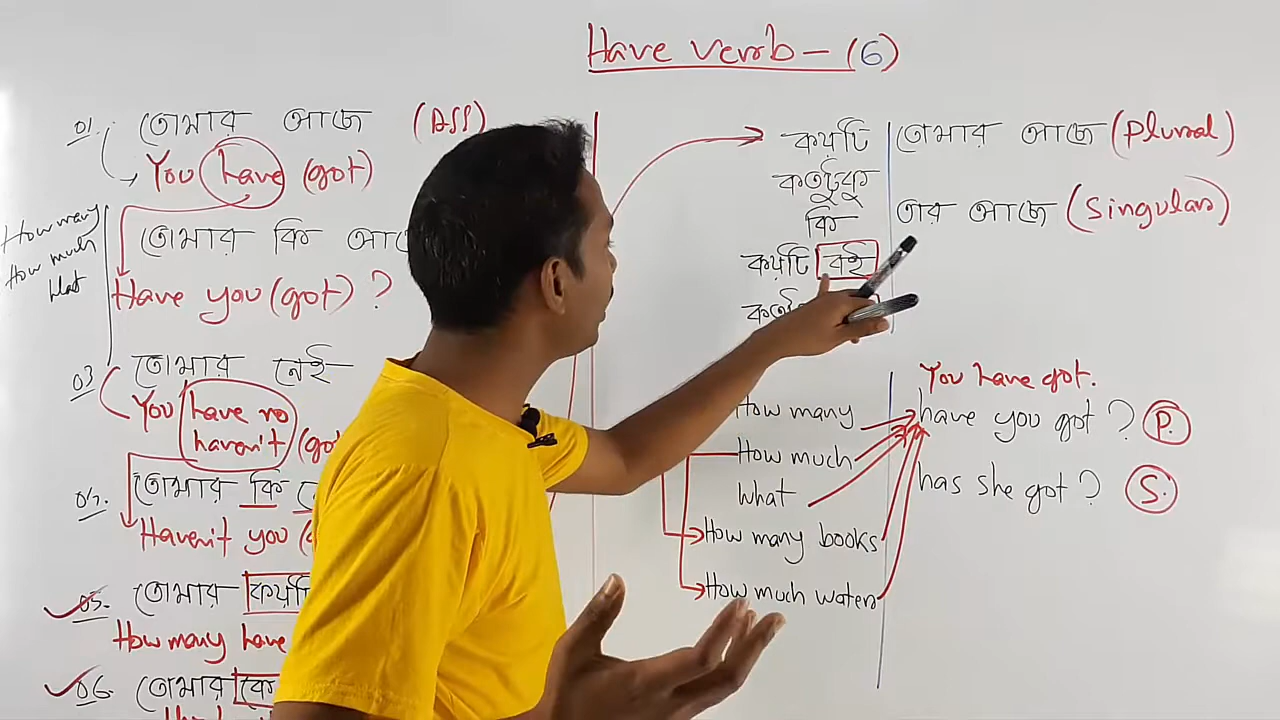 Have verb – (6)
01. তোমার আছে (Ass)
You have (got)
How many
How much
What
তোমার কি
Have you (got) ?
03 তোমার নেই
You have no
haven't
04. তোমার কি
Haven't you
05. তোমার কয়টি
How many have
06. তোমার
কয়টি
কতটুকু
কি
কয়টি বই
তোমার আছে (Plural)
তার আছে (Singular)
You have got.
How many
How much
What
How many books
How much water
have you got ? P.
has she got ? S.